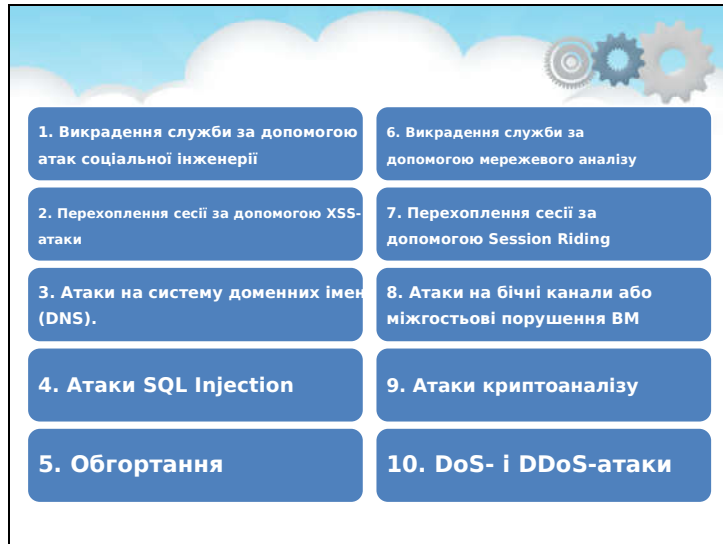 1. Викрадення служби за допомогою
атак соціальної інженерії
2. Перехоплення сесії за допомогою XSS-
атаки
3. Атаки на систему доменних імен
(DNS).
4. Атаки SQL Injection
5. Обгортання
6. Викрадення служби за
допомогою мережевого аналізу
7. Перехоплення сесії за
допомогою Session Riding
8. Атаки на бічні канали або
міжгостьові порушення ВМ
9. Атаки криптоаналізу
10. DoS- і DDoS-атаки